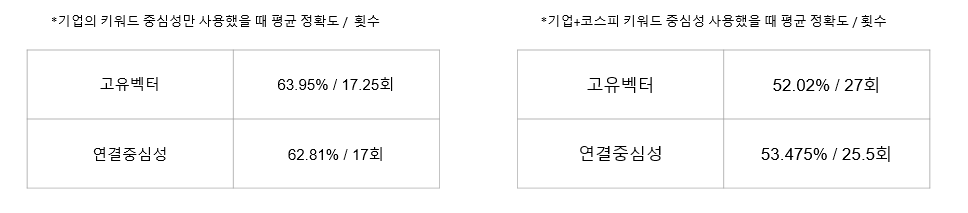 *기업의 키워드 중심성만 사용했을 때 평균 정확도 / 횟수
고유벡터 63.95% / 17.25회
연결중심성 62.81% / 17회
*기업+코스피 키워드 중심성 사용했을 때 평균 정확도 / 횟수
고유벡터 52.02% / 27회
연결중심성 53.475% / 25.5회